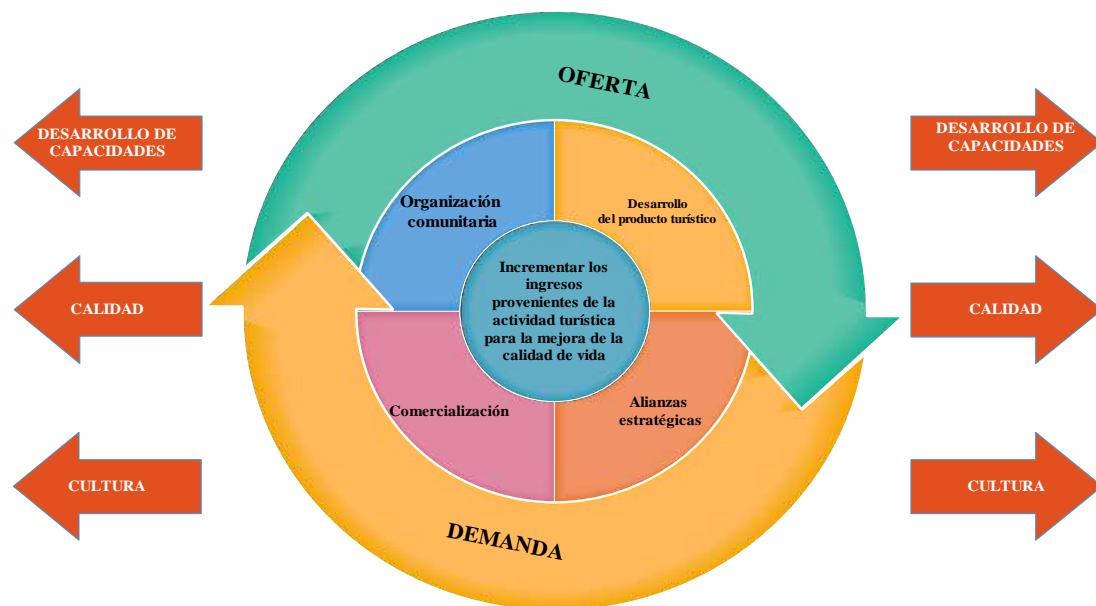 OFERTA
DESARROLLO DE
CAPACIDADES
DESARROLLO DE
CAPACIDADES
Organización
comunitaria
Desarrollo
del producto turístico
Incrementar los
ingresos
provenientes de la
actividad turística
para la mejora de la
calidad de vida
CALIDAD
CALIDAD
Comercialización
Alianzas
estratégicas
CULTURA
CULTURA
DEMANDA